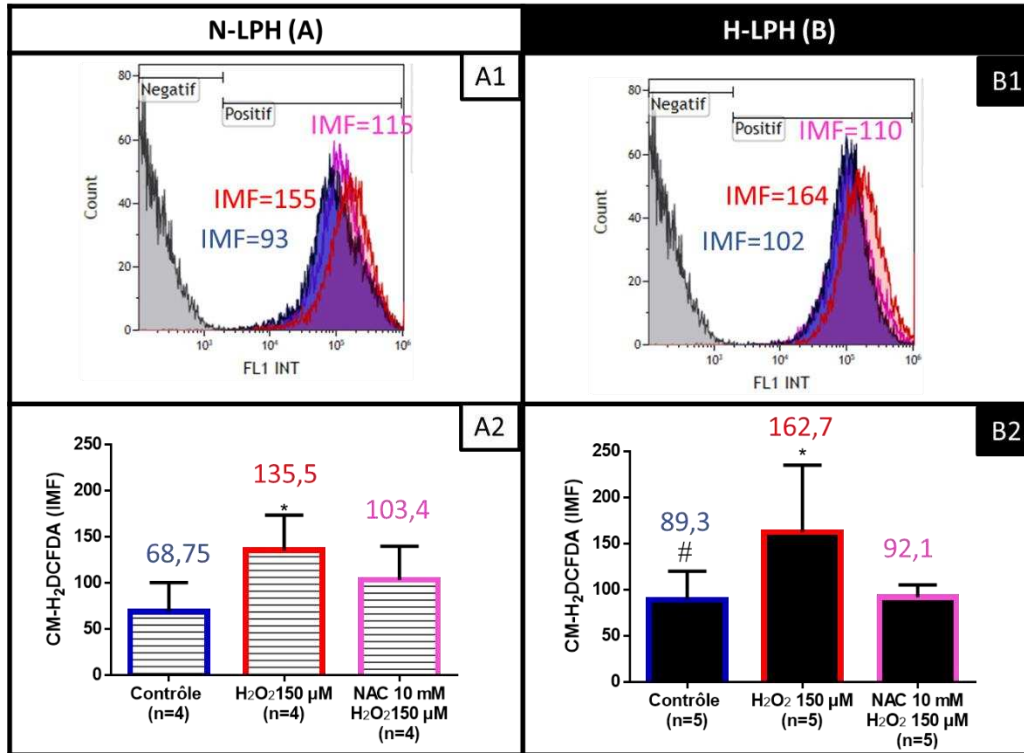 N-LPH (A)
H-LPH (B)
A1
80
60
40
20
0
Count
Negatif
Positif
IMF=115
IMF=155
IMF=93
10³
10⁴
10⁵
10⁶
FL1 INT
B1
80
60
40
20
0
Count
Negatif
Positif
IMF=110
IMF=164
IMF=102
10³
10⁴
10⁵
10⁶
FL1 INT
A2
CM-H₂DCFDA (IMF)
250
200
150
100
50
0
68,75
135,5
*
103,4
Contrôle
(n=4)
H₂O₂ 150 µM
(n=4)
NAC 10 mM
H₂O₂ 150 µM
(n=4)
B2
CM-H₂DCFDA (IMF)
250
200
150
100
50
0
89,3
#
162,7
*
92,1
Contrôle
(n=5)
H₂O₂ 150 µM
(n=5)
NAC 10 mM
H₂O₂ 150 µM
(n=5)